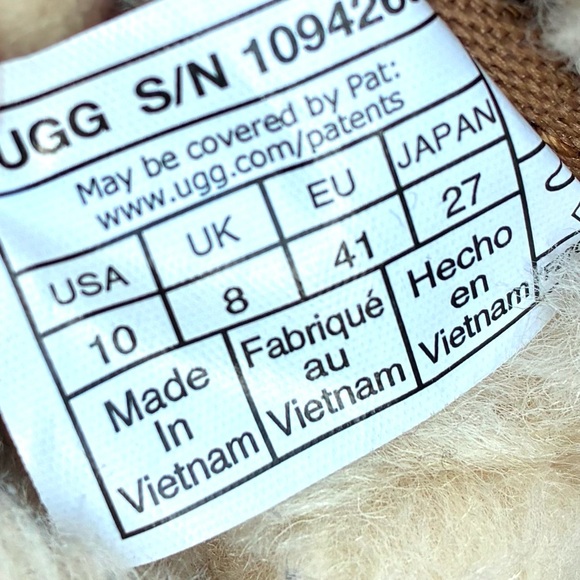 UGG S/N 109426
May be covered by Pat:
www.ugg.com/patents
USA UK EU JAPAN
10 8 41 27
Made In Vietnam
Fabriqué au Vietnam
Hecho en Vietnam